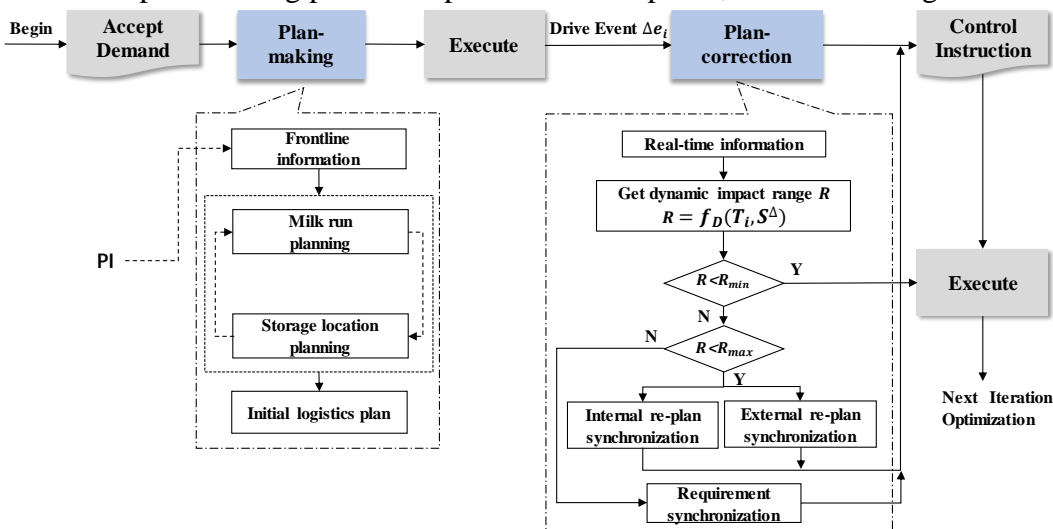 Begin
Accept
Demand
Plan-
making
Execute
Drive Event Δe_i
Plan-
correction
Control
Instruction
Frontline
information
Milk run
planning
PI
Storage location
planning
Initial logistics plan
Real-time information
Get dynamic impact range R
R = f_D(T_i, S^Δ)
R<R_min
Y
N
Execute
N
R<R_max
Y
Internal re-plan
synchronization
External re-plan
synchronization
Requirement
synchronization
Next Iteration
Optimization